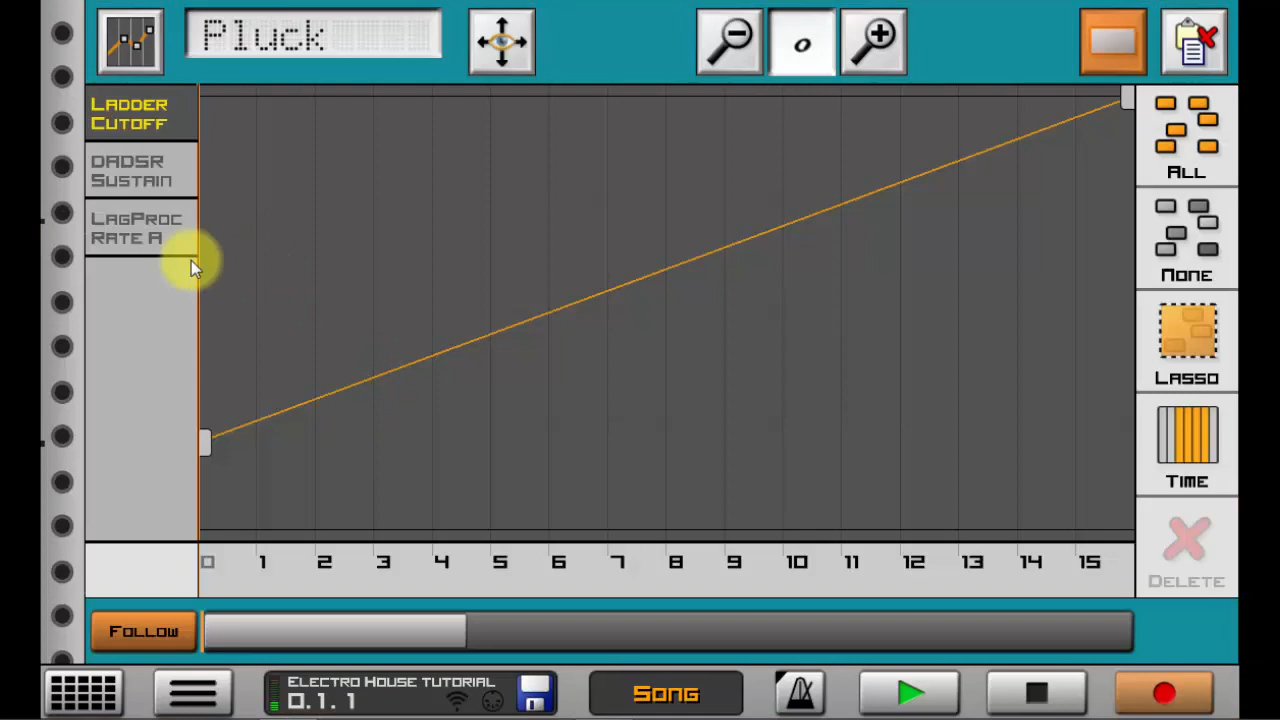 Pluck
Ladder
Cutoff
DADSR
Sustain
LagProc
Rate A
All
None
Lasso
Time
Delete
0 1 2 3 4 5 6 7 8 9 10 11 12 13 14 15
Follow
Electro House Tutorial
0.1.1
Song